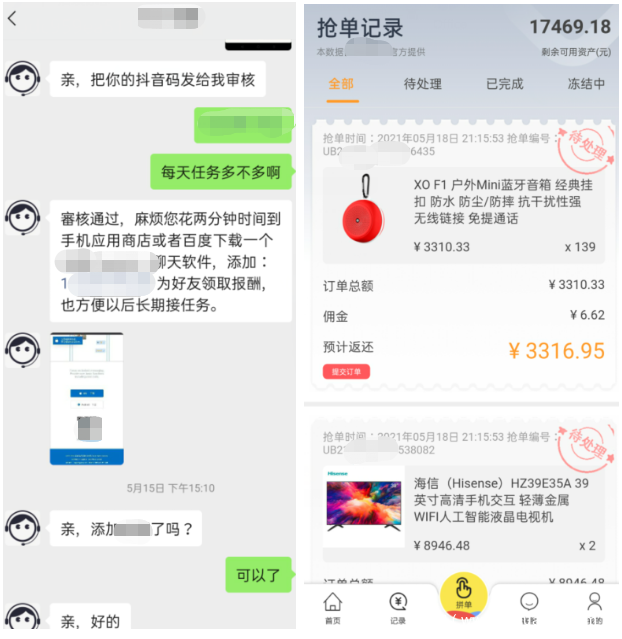 亲，把你的抖音码发给我审核
每天任务多不多啊
审核通过，麻烦您花两分钟时间到
手机应用商店或者百度下载一个
聊天软件，添加：
1 为好友领取报酬，
也方便以后长期接任务。
5月15日 下午15:10
亲，添加 了吗？
可以了
亲，好的
抢单记录
17469.18
本数据 方提供
剩余可用资产(元)
全部
待处理
已完成
冻结中
抢单时间：2021年05月18日 21:15:53 抢单编号：
UB2 6435
待处理
XO F1 户外Mini蓝牙音箱 经典挂
扣 防水 防尘/防摔 抗干扰性强
无线链接 免提通话
¥ 3310.33
x 139
订单总额
¥ 3310.33
佣金
¥ 6.62
预计返还
¥ 3316.95
提交订单
抢单时间： 2021年05月18日 21:15:53 抢单编号：
UB2 538082
待处理
Hisense
海信（Hisense）HZ39E35A 39
英寸高清手机交互 轻薄金属
WIFI人工智能液晶电视机
¥ 8946.48
x 2
订单总额
¥ 8946.48
首页
记录
拼单
我的